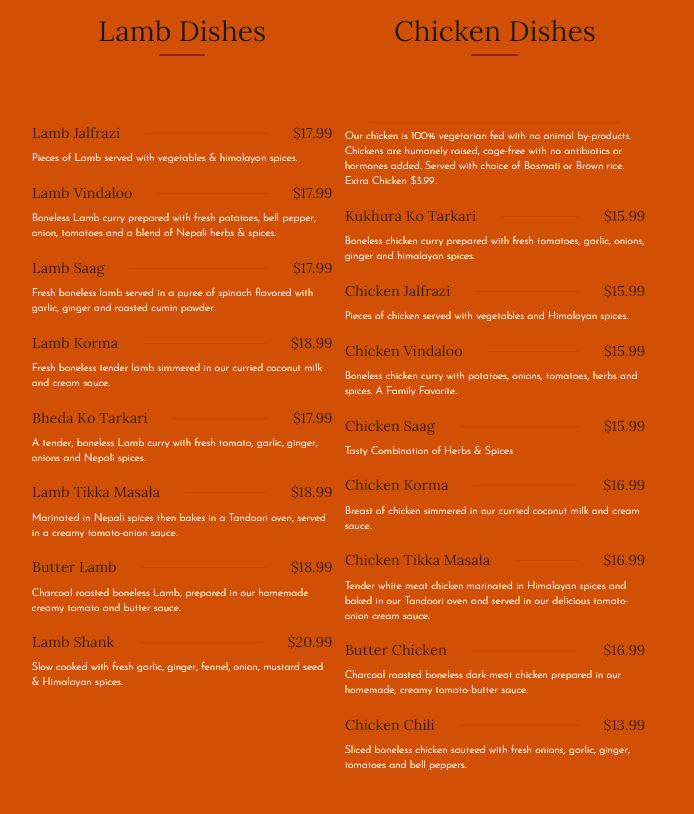 Lamb Dishes
Lamb Jalfrazi $17.99
Pieces of Lamb served with vegetables & himalayan spices.
Lamb Vindaloo $17.99
Boneless Lamb curry prepared with fresh potatoes, bell pepper,
onion, tomatoes and a blend of Nepali herbs & spices.
Lamb Saag $17.99
Fresh boneless lamb served in a puree of spinach flavored with
garlic, ginger and roasted cumin powder.
Lamb Korma $18.99
Fresh boneless tender lamb simmered in our curried coconut milk
and cream sauce.
Bheda Ko Tarkari $17.99
A tender, boneless Lamb curry with fresh tomato, garlic, ginger,
onions and Nepali spices.
Lamb Tikka Masala $18.99
Marinated in Nepali spices then bakes in a Tandoori oven, served
in a creamy tomato-onion sauce.
Butter Lamb $18.99
Charcoal roasted boneless Lamb, prepared in our homemade
creamy tomato and butter sauce.
Lamb Shank $20.99
Slow cooked with fresh garlic, ginger, fennel, onion, mustard seed
& Himalayan spices.
Chicken Dishes
Our chicken is 100% vegetarian fed with no animal by-products.
Chickens are humanely raised, cage-free with no antibiotics or
hormones added. Served with choice of Basmati or Brown rice.
Extra Chicken $3.99.
Kukhura Ko Tarkari $15.99
Boneless chicken curry prepared with fresh tomatoes, garlic, onions,
ginger and himalayan spices.
Chicken Jalfrazi $15.99
Pieces of chicken served with vegetables and Himalayan spices.
Chicken Vindaloo $15.99
Boneless chicken curry with potatoes, onions, tomatoes, herbs and
spices. A Family Favorite.
Chicken Saag $15.99
Tasty Combination of Herbs & Spices
Chicken Korma $16.99
Breast of chicken simmered in our curried coconut milk and cream
sauce.
Chicken Tikka Masala $16.99
Tender white meat chicken marinated in Himalayan spices and
baked in our Tandoori oven and served in our delicious tomato-
onion cream sauce.
Butter Chicken $16.99
Charcoal roasted boneless dark-meat chicken prepared in our
homemade, creamy tomato-butter sauce.
Chicken Chili $13.99
Sliced boneless chicken sauteed with fresh onions, garlic, ginger,
tomatoes and bell peppers.